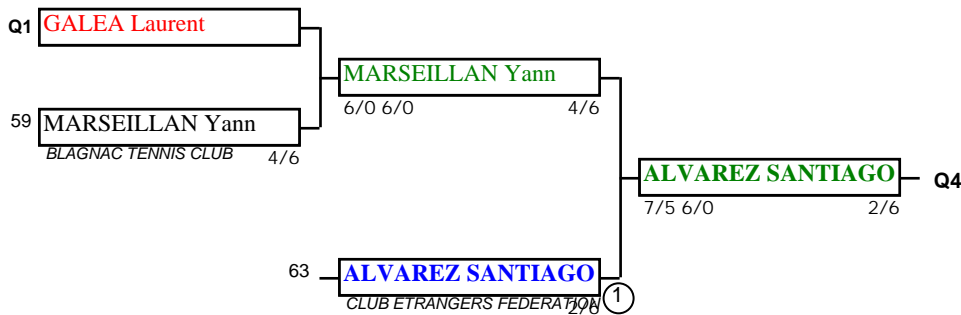 Q1 GALEA Laurent
MARSEILLAN Yann
6/0 6/0 4/6
59 MARSEILLAN Yann
BLAGNAC TENNIS CLUB 4/6
ALVAREZ SANTIAGO Q4
7/5 6/0 2/6
63 ALVAREZ SANTIAGO
CLUB ETRANGERS FEDERATION 2/6 1